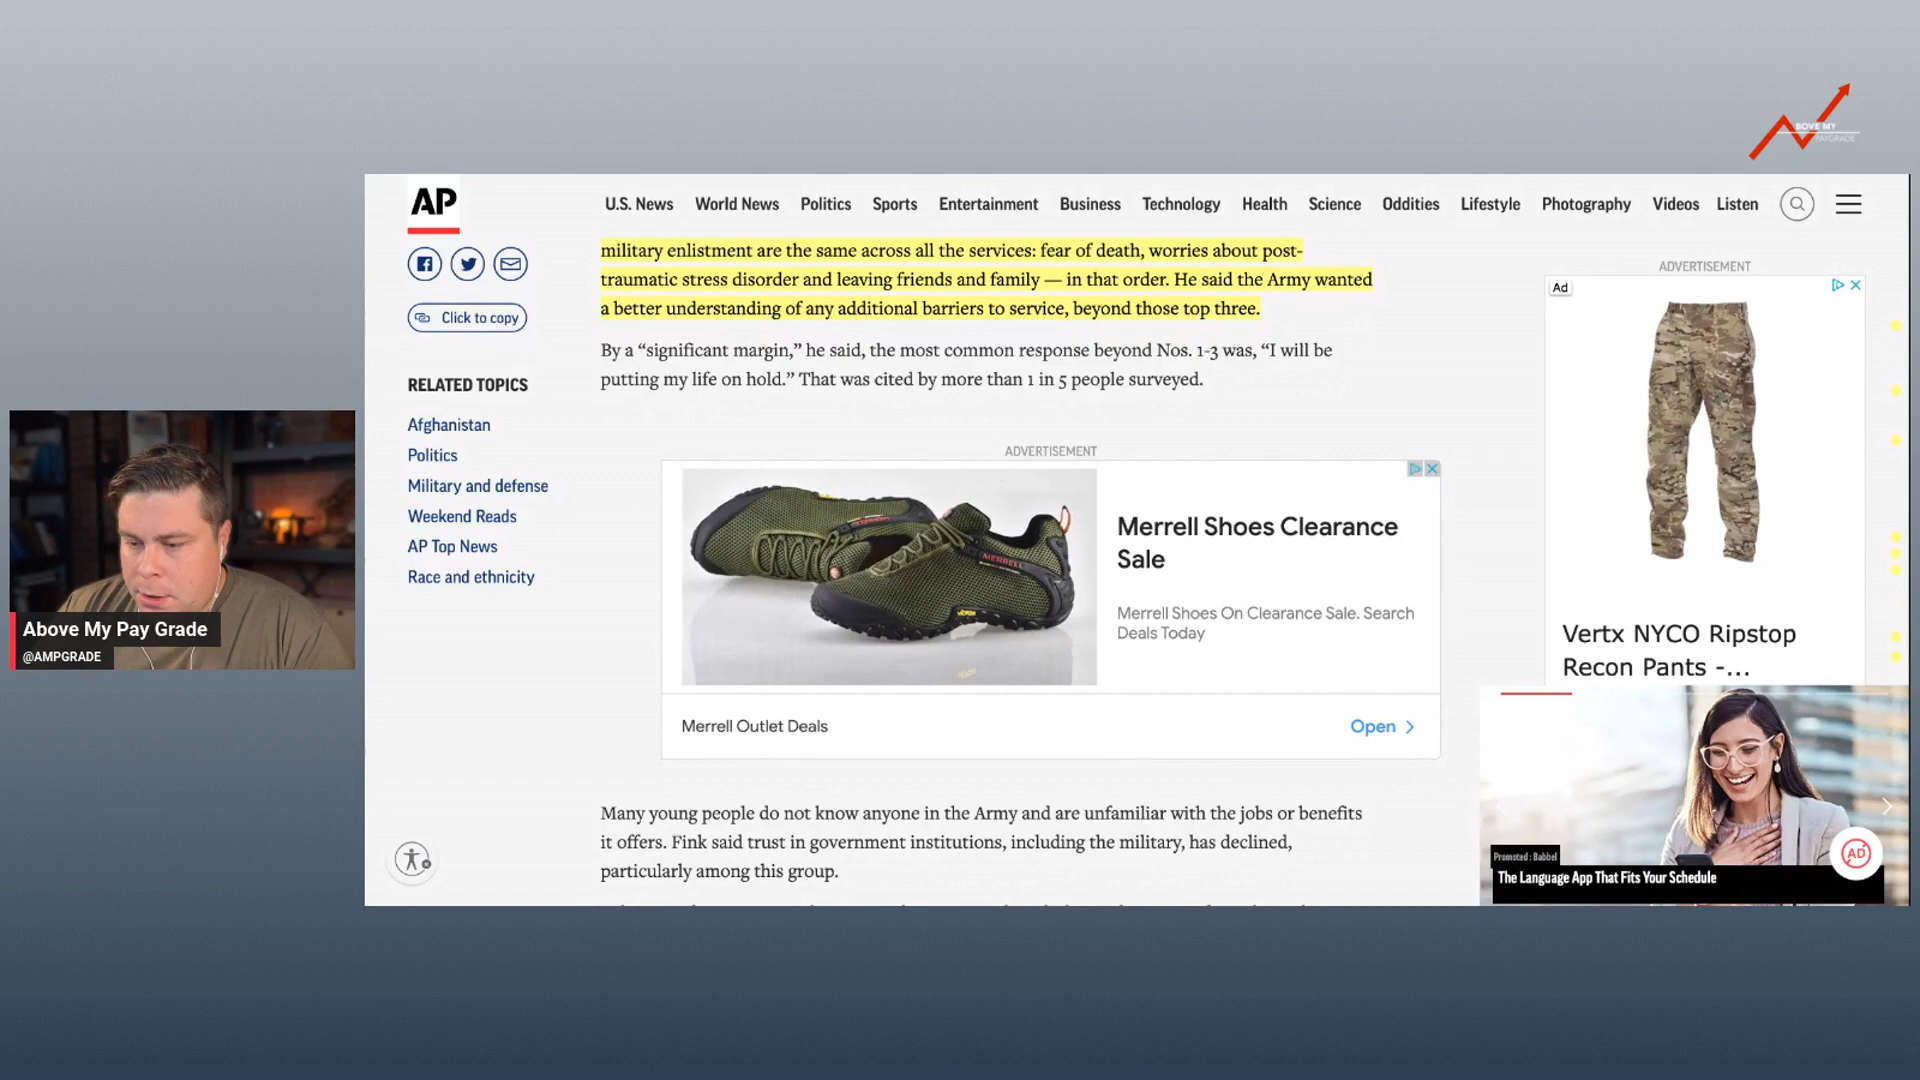 BOVE MY
PAYGRADE
AP
U.S. News World News Politics Sports Entertainment Business Technology Health Science Oddities Lifestyle Photography Videos Listen
military enlistment are the same across all the services: fear of death, worries about post-
traumatic stress disorder and leaving friends and family — in that order. He said the Army wanted
a better understanding of any additional barriers to service, beyond those top three.
By a “significant margin,” he said, the most common response beyond Nos. 1-3 was, “I will be
putting my life on hold.” That was cited by more than 1 in 5 people surveyed.
Click to copy
RELATED TOPICS
Afghanistan
Politics
Military and defense
Weekend Reads
AP Top News
Race and ethnicity
Above My Pay Grade
@AMPGRADE
ADVERTISEMENT
MERRELL
Merrell Shoes Clearance
Sale
Merrell Shoes On Clearance Sale. Search
Deals Today
Merrell Outlet Deals
Open
Many young people do not know anyone in the Army and are unfamiliar with the jobs or benefits
it offers. Fink said trust in government institutions, including the military, has declined,
particularly among this group.
ADVERTISEMENT
Ad
Vertx NYCO Ripstop
Recon Pants -...
Promoted: Babbel
The Language App That Fits Your Schedule
AD